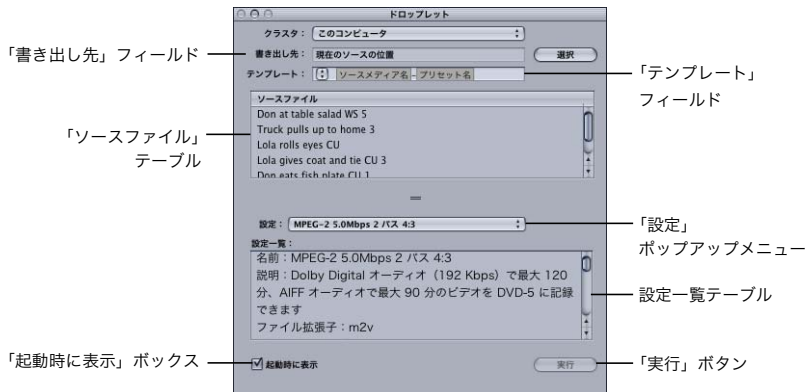 ドロップレット
クラスタ： このコンピュータ
「書き出し先」フィールド
書き出し先： 現在のソースの位置 選択
テンプレート： ソースメディア名 - プリセット名
「テンプレート」
フィールド
ソースファイル
Don at table salad WS 5
Truck pulls up to home 3
Lola rolls eyes CU
Lola gives coat and tie CU 3
Don eats fish plate CU 1
「ソースファイル」
テーブル
設定： MPEG-2 5.0Mbps 2 パス 4:3
「設定」
ポップアップメニュー
設定一覧：
名前：MPEG-2 5.0Mbps 2 パス 4:3
説明：Dolby Digital オーディオ（192 Kbps）で最大 120
分、AIFF オーディオで最大 90 分のビデオを DVD-5 に記録
できます
ファイル拡張子：m2v
設定一覧テーブル
「起動時に表示」ボックス
起動時に表示 実行
「実行」ボタン